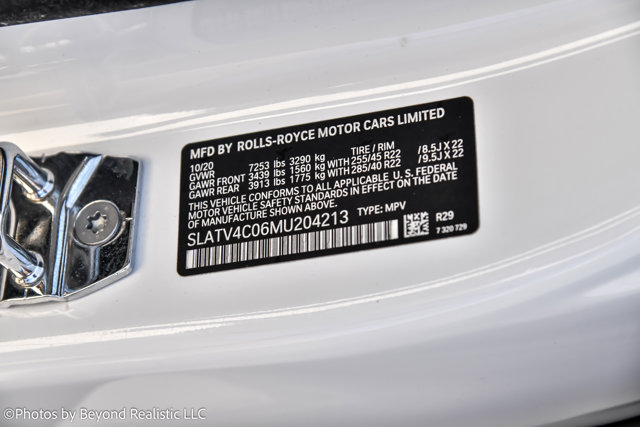 MFD BY ROLLS-ROYCE MOTOR CARS LIMITED
10/20
GVWR 7253 lbs 3290 kg TIRE / RIM
GAWR FRONT 3439 lbs 1560 kg WITH 255/45 R22 /8.5J X 22
GAWR REAR 3913 lbs 1775 kg WITH 285/40 R22 /9.5J X 22
THIS VEHICLE CONFORMS TO ALL APPLICABLE U.S. FEDERAL
MOTOR VEHICLE SAFETY STANDARDS IN EFFECT ON THE DATE
OF MANUFACTURE SHOWN ABOVE.
SLATV4C06MU204213 TYPE: MPV
R29
7 320 729
©Photos by Beyond Realistic LLC